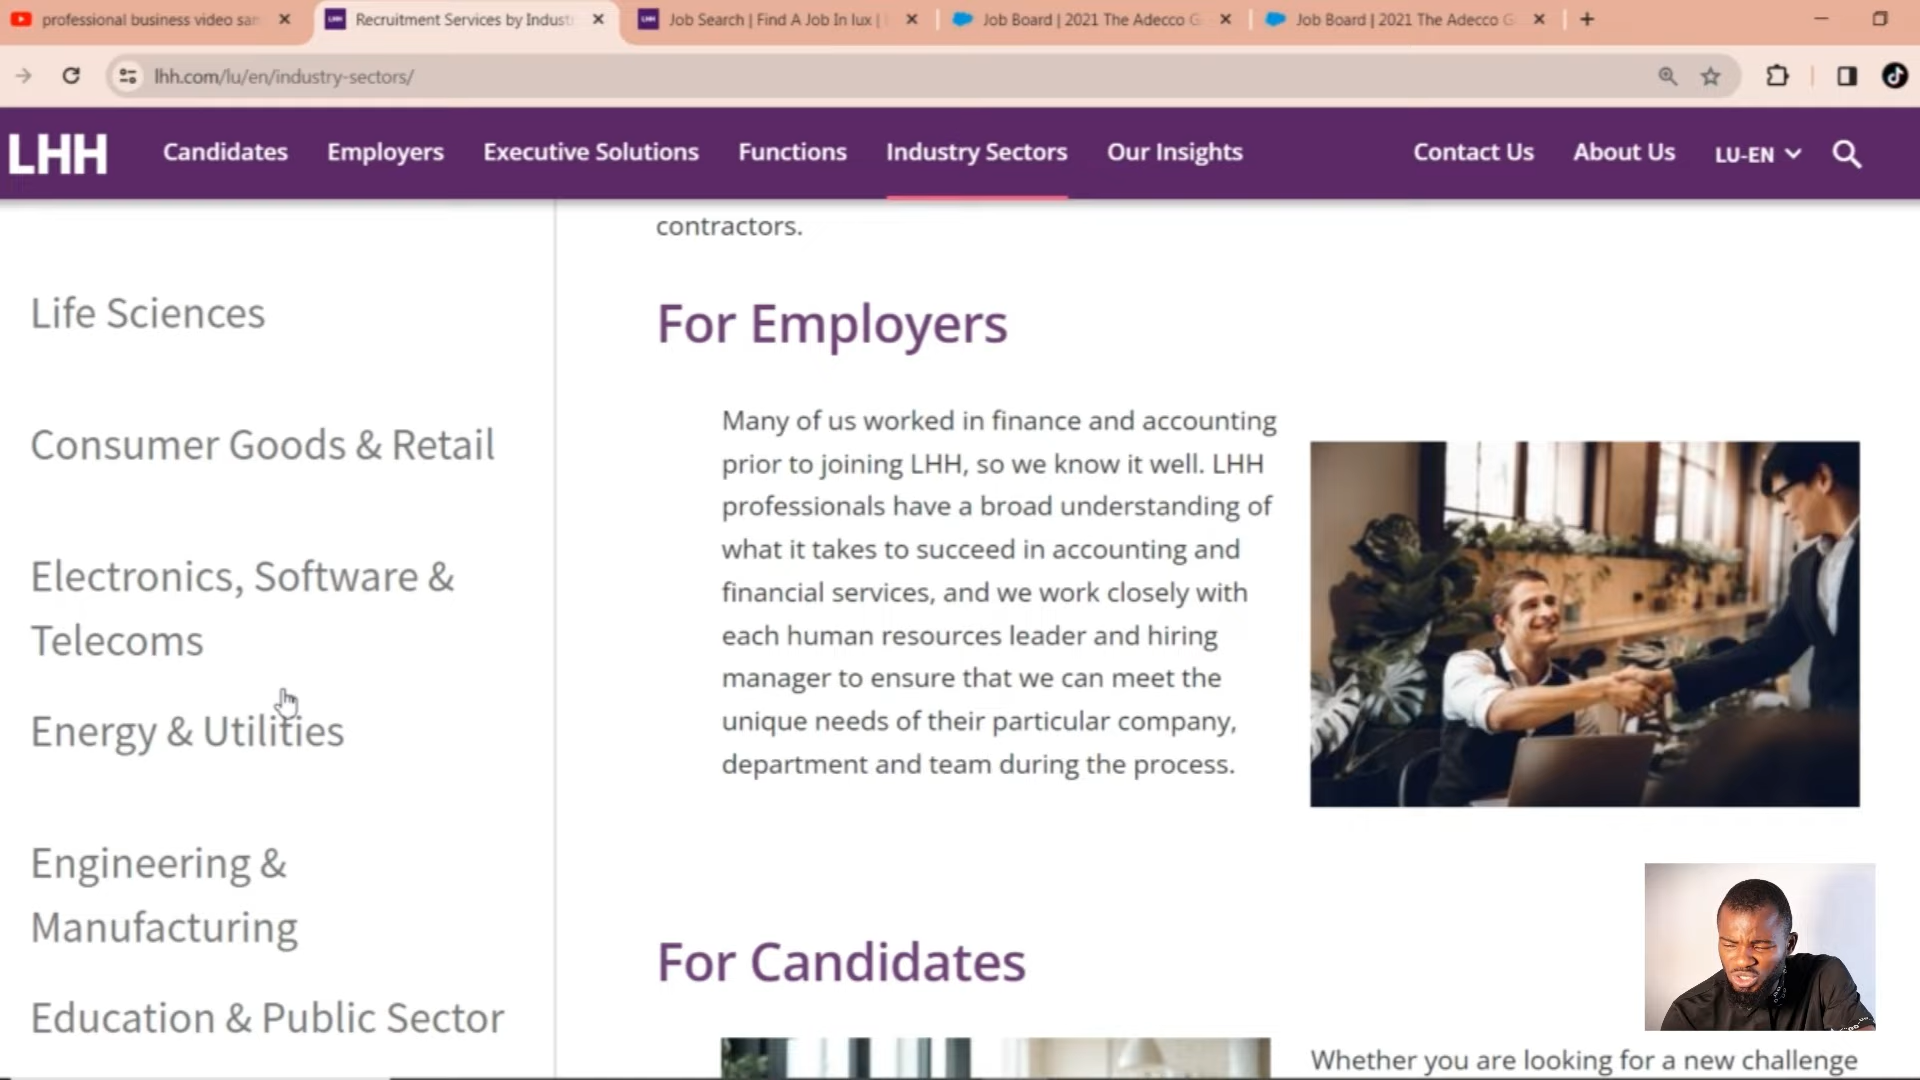 professional business video san
Recruitment Services by Indust
Job Search | Find A Job In lux |
Job Board | 2021 The Adecco G
Job Board | 2021 The Adecco G
lhh.com/lu/en/industry-sectors/
LHH
Candidates
Employers
Executive Solutions
Functions
Industry Sectors
Our Insights
Contact Us
About Us
LU-EN
Life Sciences
Consumer Goods & Retail
Electronics, Software &
Telecoms
Energy & Utilities
Engineering &
Manufacturing
Education & Public Sector
contractors.
For Employers
Many of us worked in finance and accounting
prior to joining LHH, so we know it well. LHH
professionals have a broad understanding of
what it takes to succeed in accounting and
financial services, and we work closely with
each human resources leader and hiring
manager to ensure that we can meet the
unique needs of their particular company,
department and team during the process.
For Candidates
Whether you are looking for a new challenge